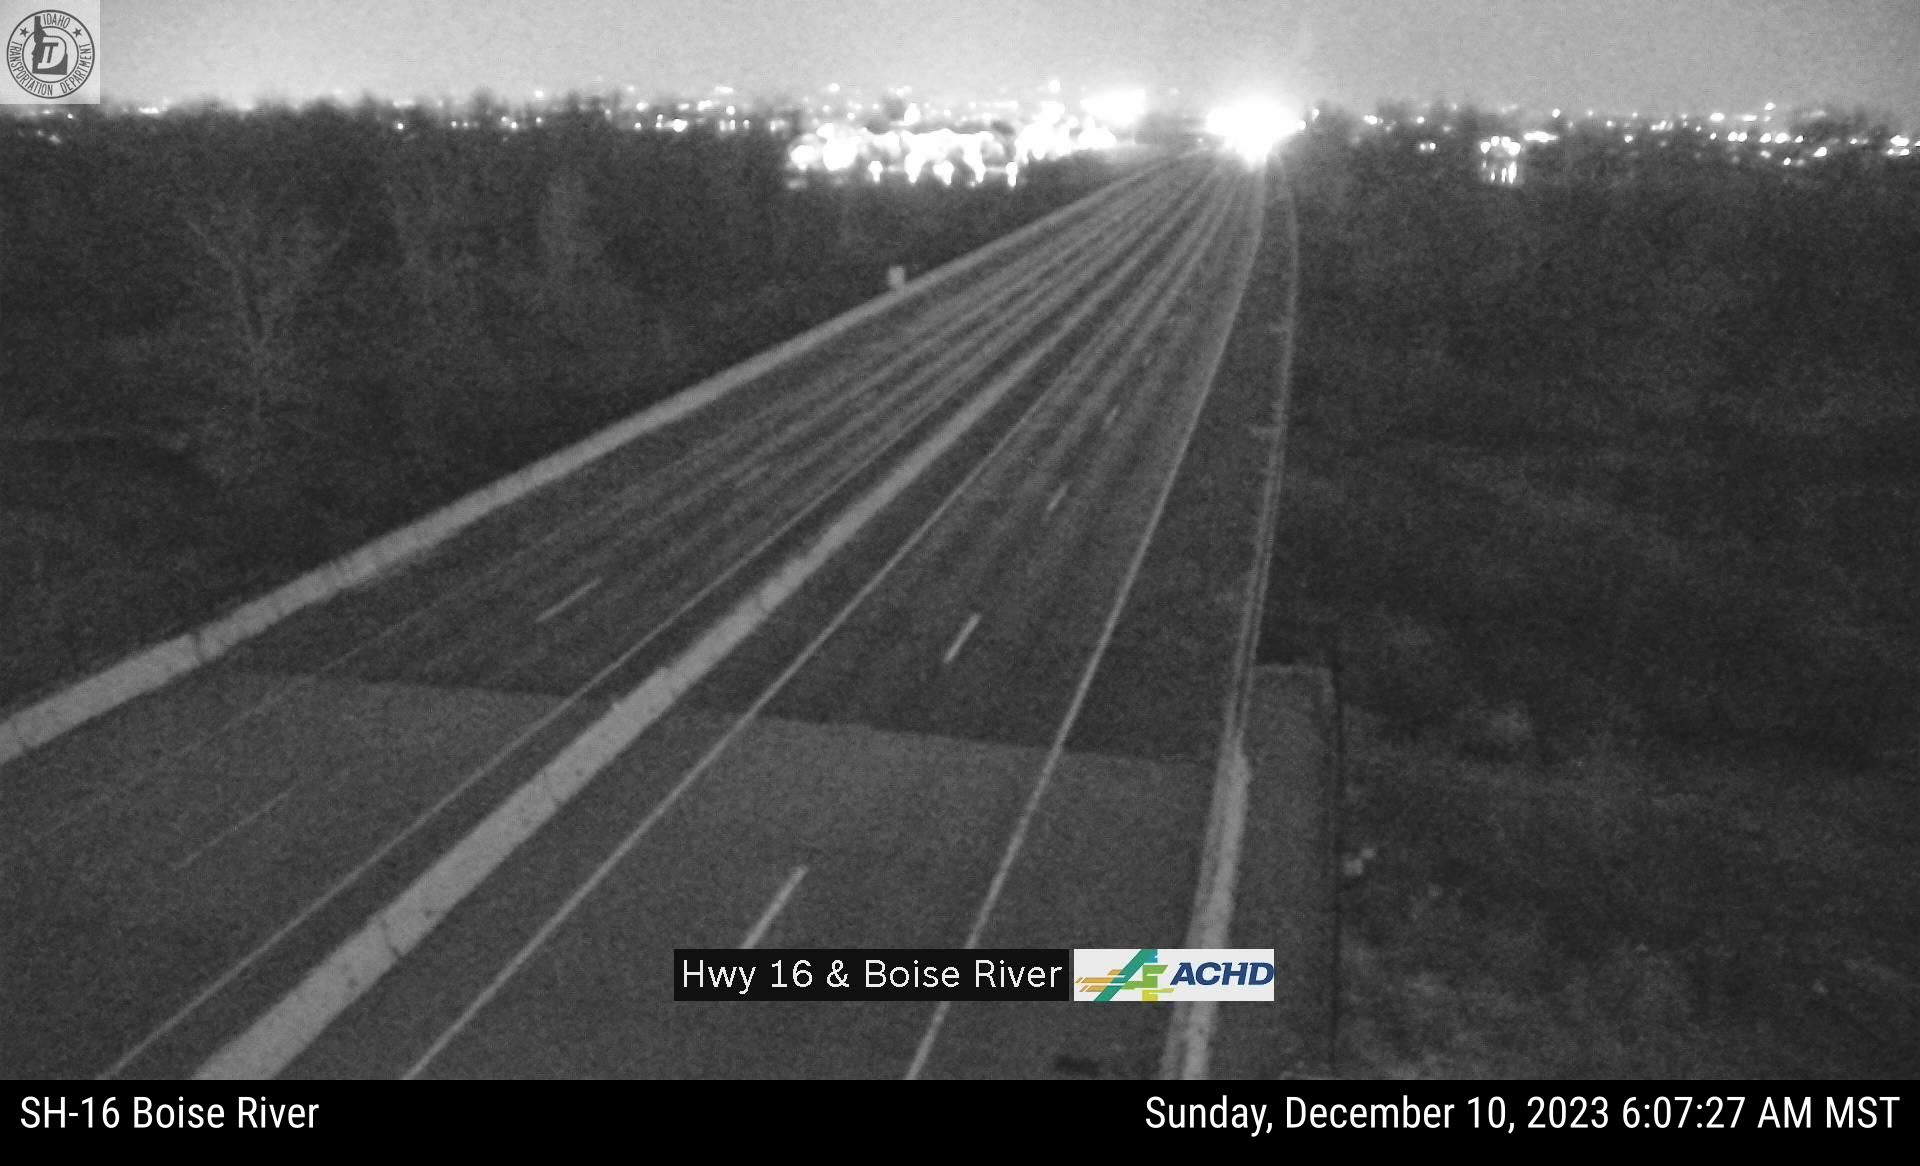 IDAHO
TRANSPORTATION DEPARTMENT
Hwy 16 & Boise River
ACHD
SH-16 Boise River
Sunday, December 10, 2023 6:07:27 AM MST